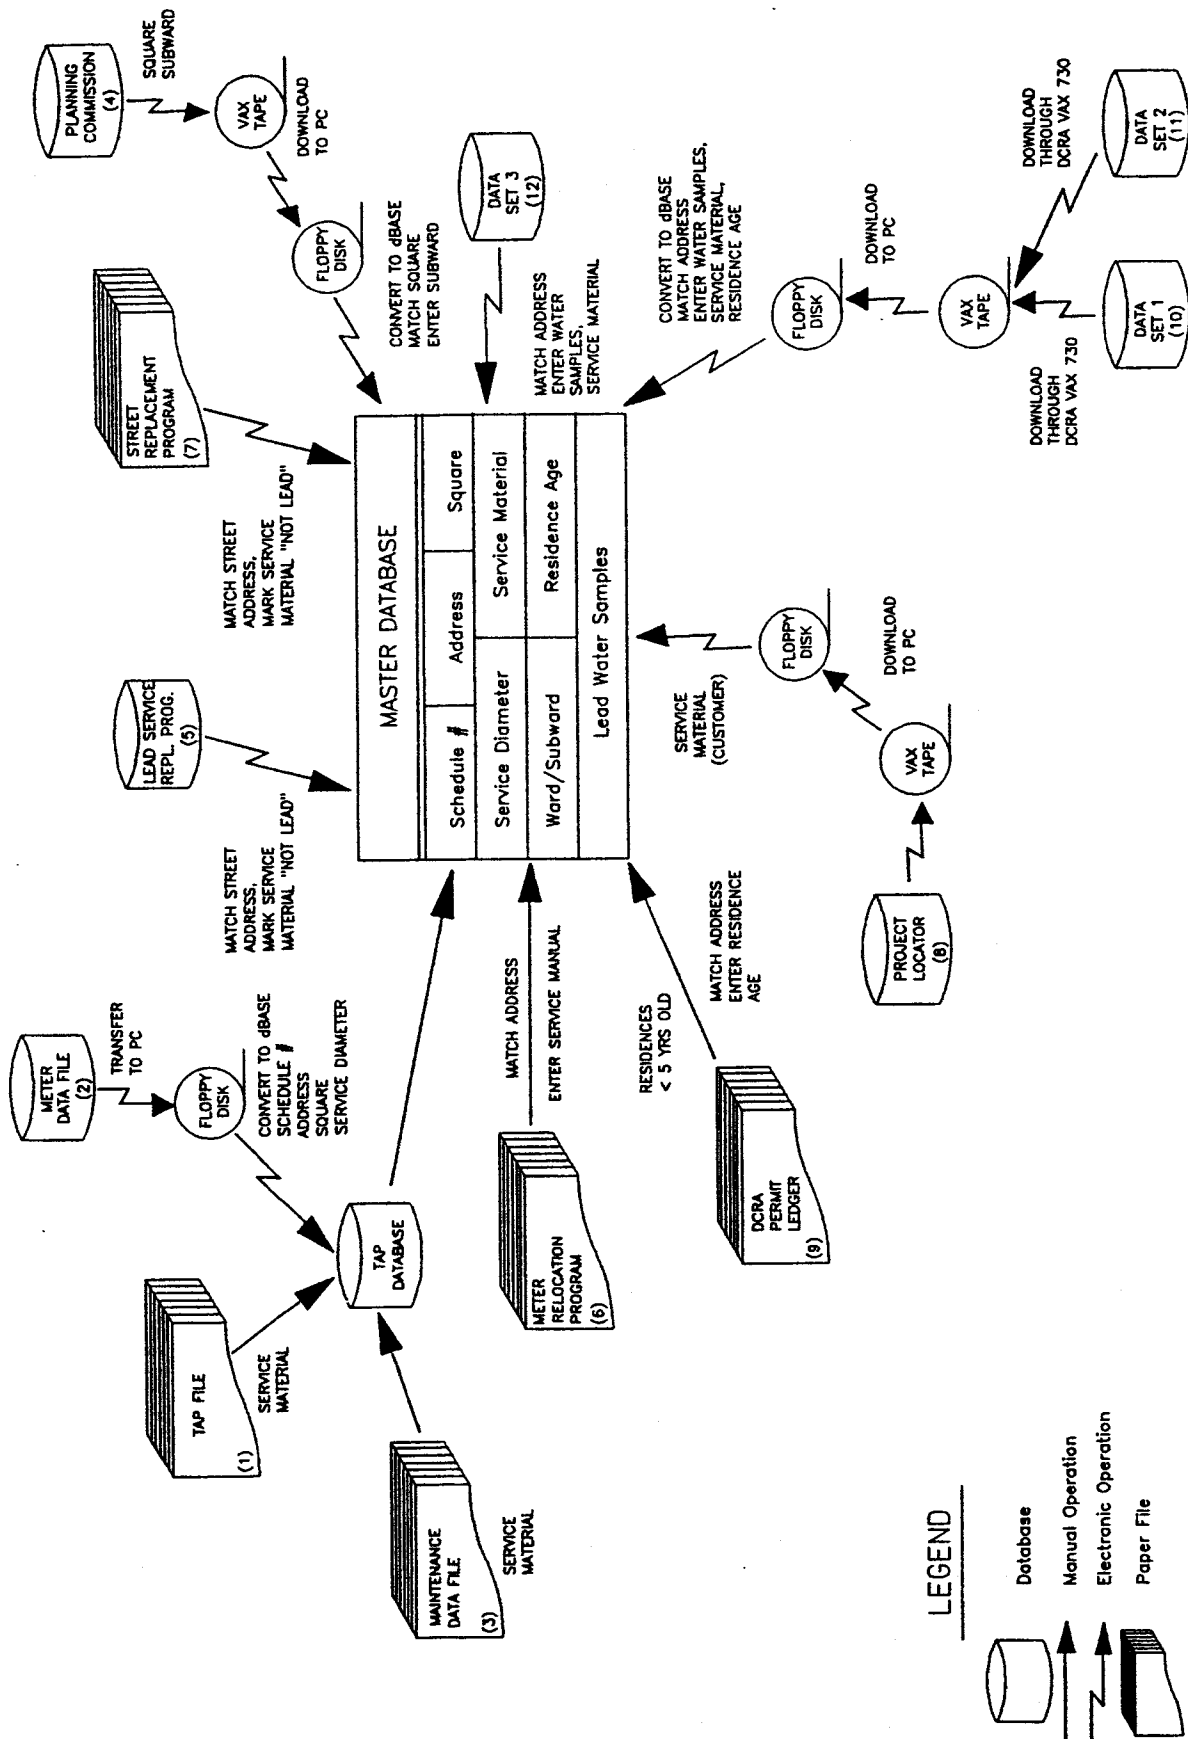 TAP FILE
(1)
SERVICE
MATERIAL
METER
DATA FILE
(2)
TRANSFER
TO PC
FLOPPY
DISK
CONVERT TO dBASE
SCHEDULE #
ADDRESS
SQUARE
SERVICE DIAMETER
TAP
DATABASE
MAINTENANCE
DATA FILE
(3)
SERVICE
MATERIAL
LEAD SERVICE
REPL. PROG.
(5)
MATCH STREET
ADDRESS,
MARK SERVICE
MATERIAL "NOT LEAD"
STREET
REPLACEMENT
PROGRAM
(7)
MATCH STREET
ADDRESS,
MARK SERVICE
MATERIAL "NOT LEAD"
PLANNING
COMMISSION
(4)
SQUARE
SUBWARD
VAX
TAPE
DOWNLOAD
TO PC
FLOPPY
DISK
CONVERT TO dBASE
MATCH SQUARE
ENTER SUBWARD
DATA
SET 3
(12)
MATCH ADDRESS
ENTER WATER
SAMPLES,
SERVICE MATERIAL
MASTER DATABASE
Schedule #
Address
Square
Service Diameter
Service Material
Ward/Subward
Residence Age
Lead Water Samples
METER
RELOCATION
PROGRAM
(6)
MATCH ADDRESS
ENTER SERVICE MANUAL
DCRA
PERMIT
LEDGER
(9)
RESIDENCES
< 5 YRS OLD
MATCH ADDRESS
ENTER RESIDENCE
AGE
PROJECT
LOCATOR
(8)
VAX
TAPE
DOWNLOAD
TO PC
FLOPPY
DISK
SERVICE
MATERIAL
(CUSTOMER)
CONVERT TO dBASE
MATCH ADDRESS
ENTER WATER SAMPLES,
SERVICE MATERIAL,
RESIDENCE AGE
FLOPPY
DISK
DOWNLOAD
TO PC
VAX
TAPE
DOWNLOAD
THROUGH
DCRA VAX 730
DATA
SET 1
(10)
DOWNLOAD
THROUGH
DCRA VAX 730
DATA
SET 2
(11)
LEGEND
Database
Manual Operation
Electronic Operation
Paper File